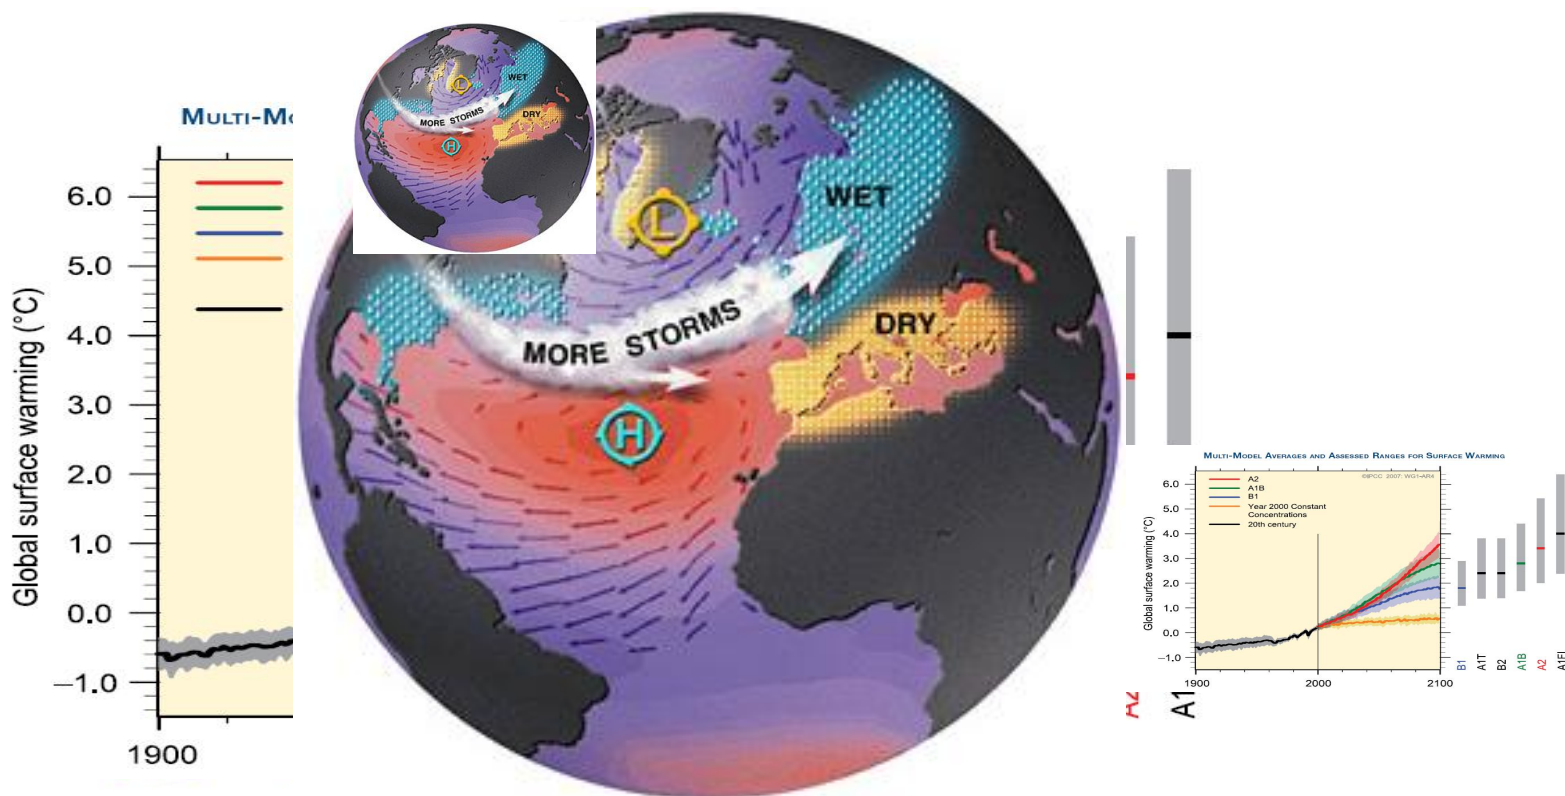 MULTI-MO
Global surface warming (°C)
6.0
5.0
4.0
3.0
2.0
1.0
0.0
−1.0
1900
L
WET
MORE STORMS
DRY
H
L
WET
MORE STORMS
DRY
H
A2
A1
MULTI-MODEL AVERAGES AND ASSESSED RANGES FOR SURFACE WARMING
©IPCC 2007: WG1-AR4
A2
A1B
B1
Year 2000 Constant
Concentrations
20th century
Global surface warming (°C)
6.0
5.0
4.0
3.0
2.0
1.0
0.0
−1.0
1900 2000 2100
B1
A1T
B2
A1B
A2
A1FI